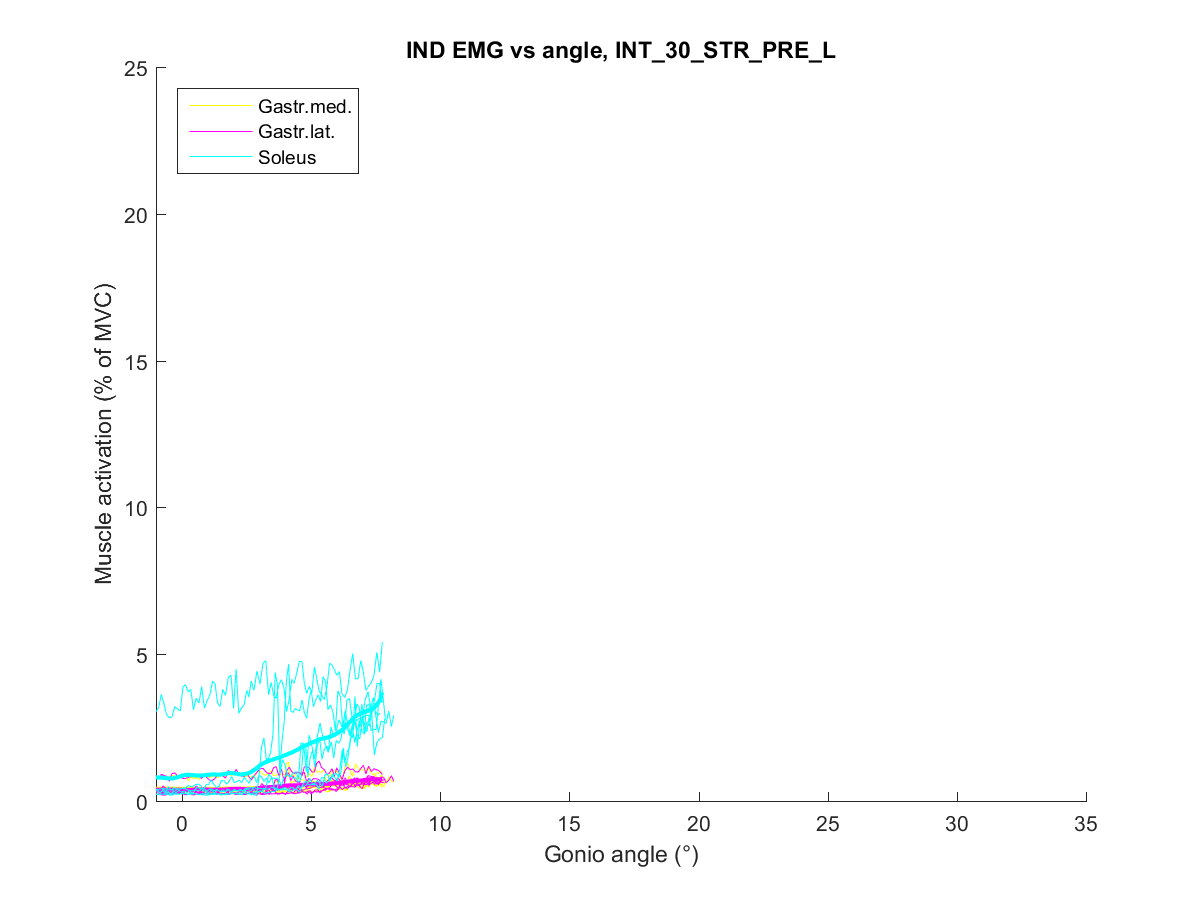 IND EMG vs angle, INT_30_STR_PRE_L
25
Gastr.med.
Gastr.lat.
Soleus
20
15
10
5
0
Muscle activation (% of MVC)
0 5 10 15 20 25 30 35
Gonio angle (°)